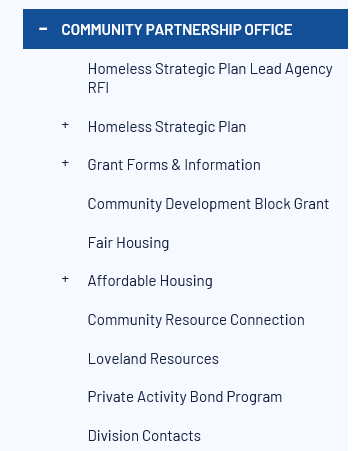 − COMMUNITY PARTNERSHIP OFFICE
Homeless Strategic Plan Lead Agency
RFI
+ Homeless Strategic Plan
+ Grant Forms & Information
Community Development Block Grant
Fair Housing
+ Affordable Housing
Community Resource Connection
Loveland Resources
Private Activity Bond Program
Division Contacts